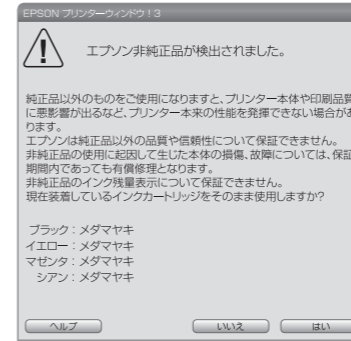 EPSON プリンターウィンドウ!3
エプソン非純正品が検出されました。
純正品以外のものをご使用になりますと、プリンター本体や印刷品質
に悪影響が出るなど、プリンター本来の性能を発揮できない場合があ
ります。
エプソンは純正品以外の品質や信頼性について保証できません。
非純正品の使用に起因して生じた本体の損傷、故障については、保証
期間内であっても有償修理となります。
非純正品のインク残量表示について保証できません。
現在装着しているインクカートリッジをそのまま使用しますか?
ブラック:メダマヤキ
イエロー:メダマヤキ
マゼンタ:メダマヤキ
シアン:メダマヤキ
ヘルプ いいえ はい